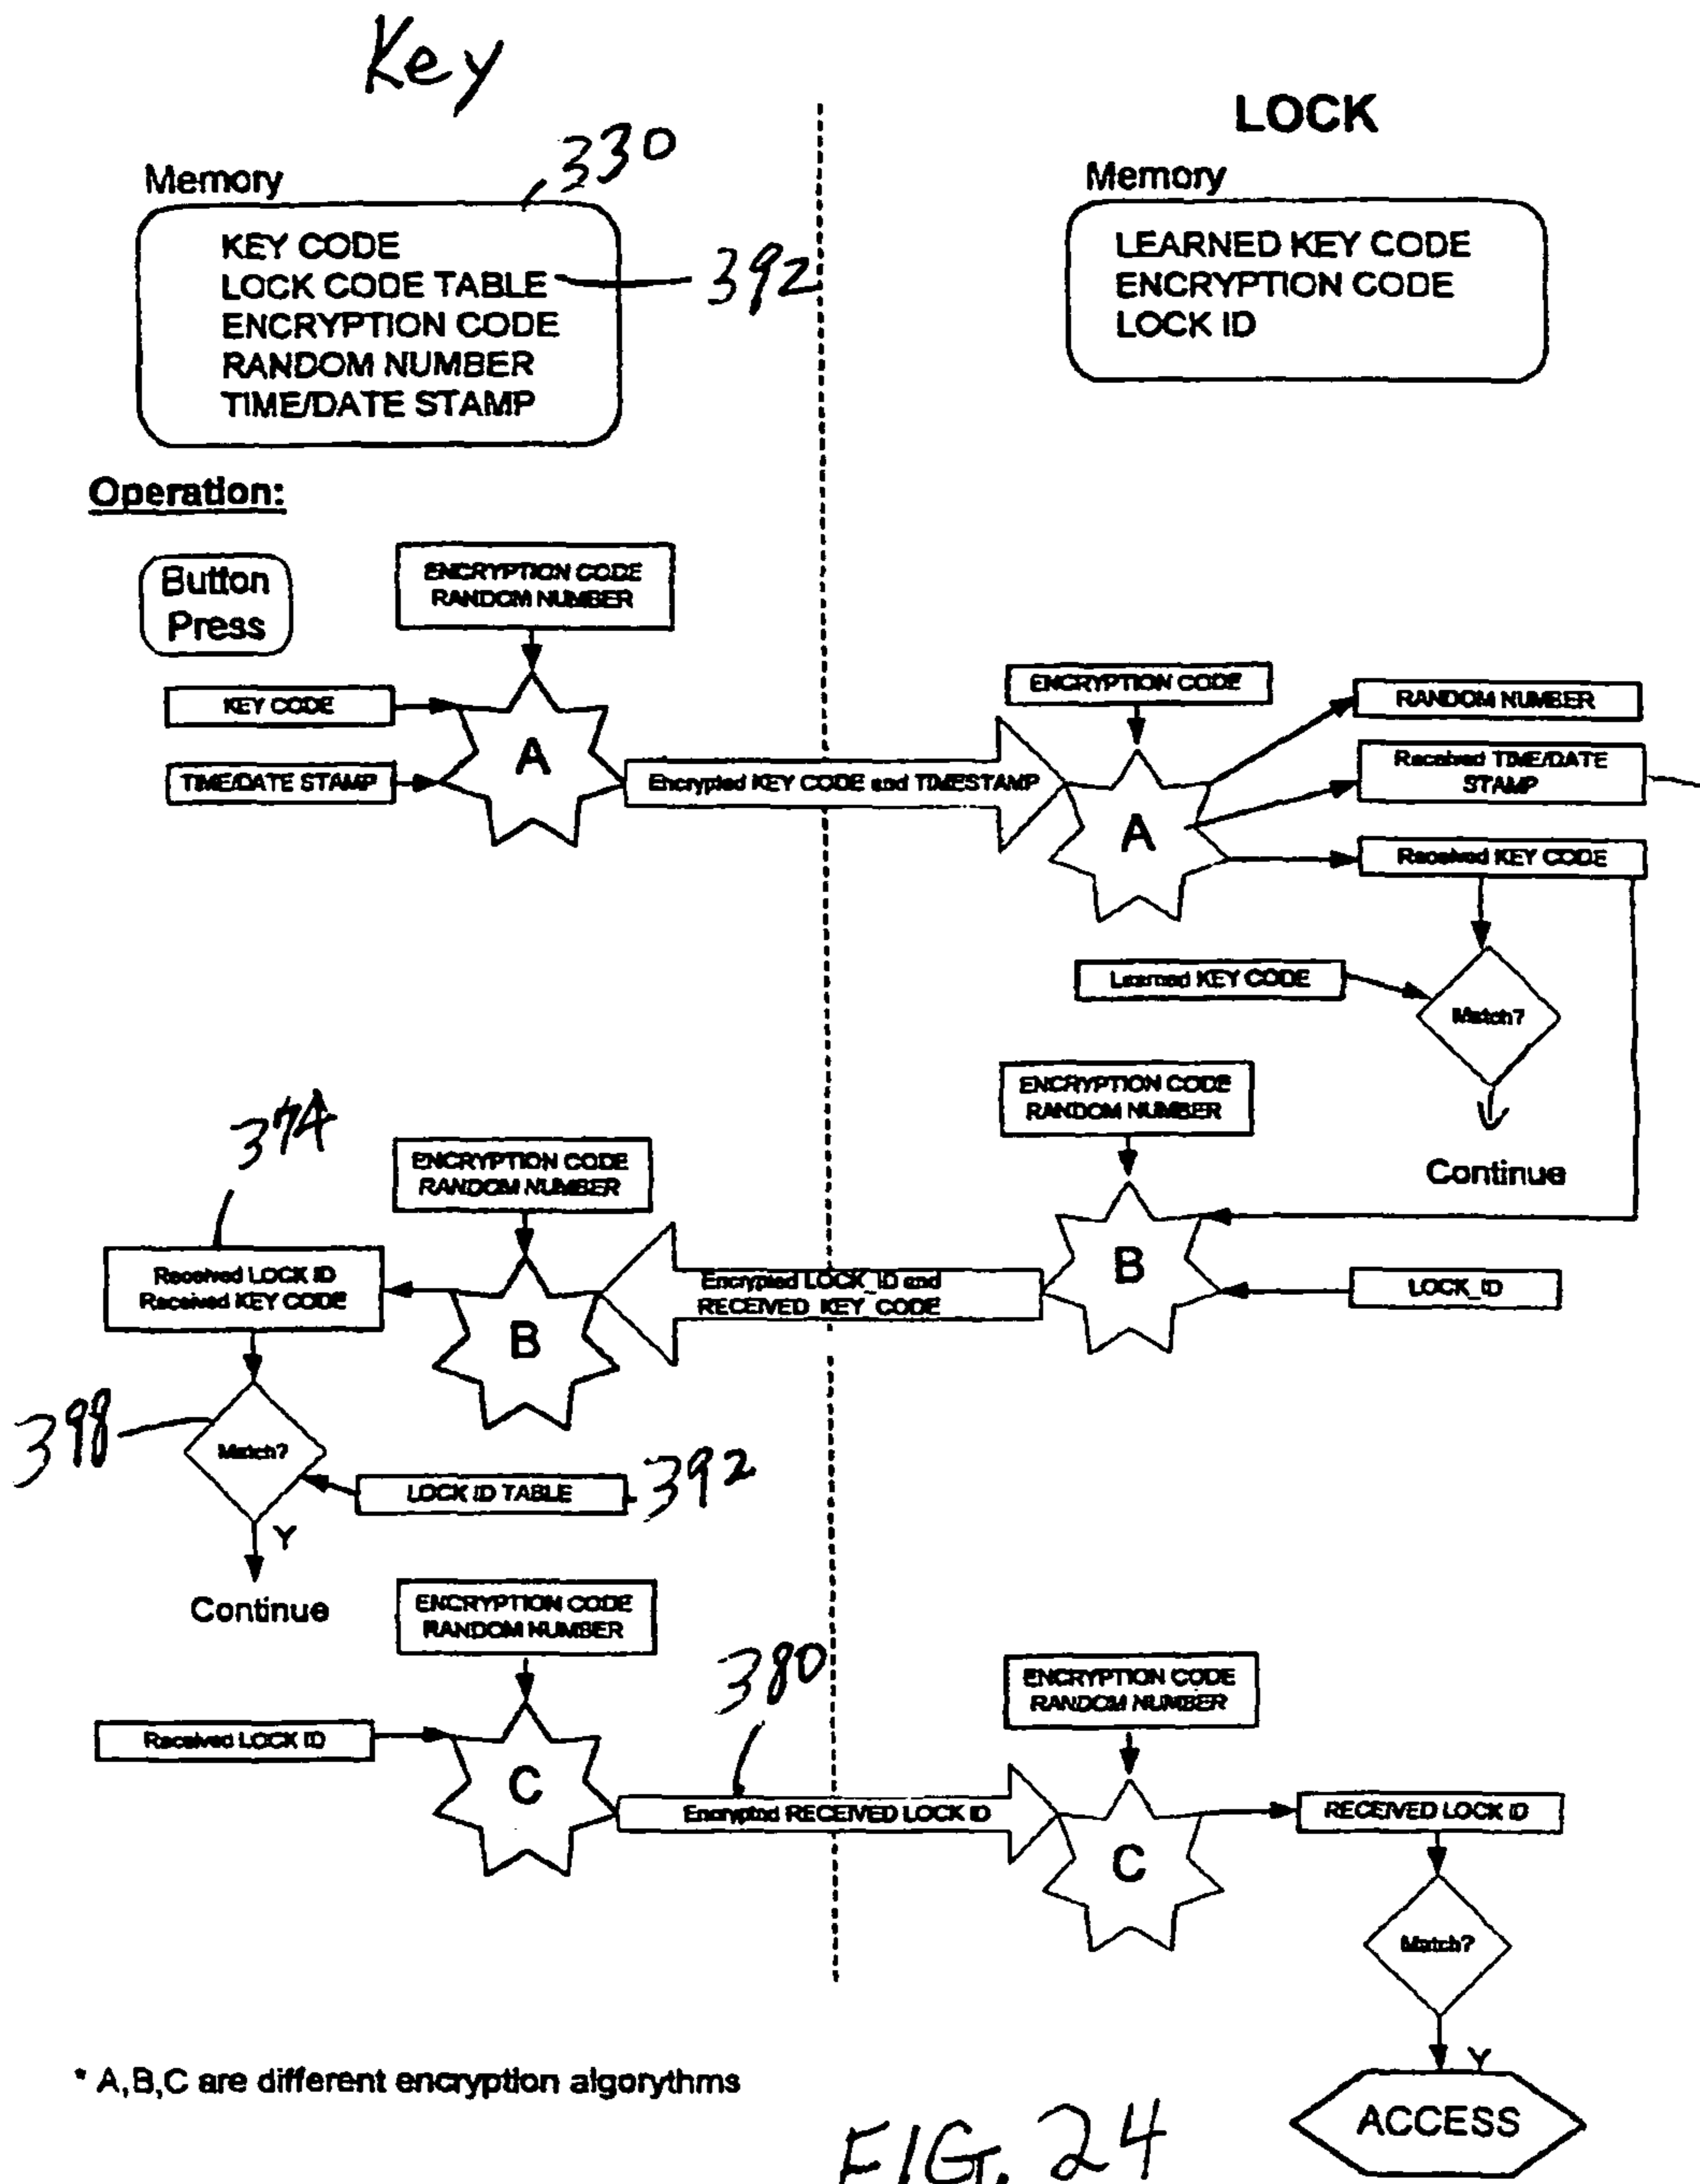 Key
LOCK
Memory
330
KEY CODE
LOCK CODE TABLE
392
ENCRYPTION CODE
RANDOM NUMBER
TIME/DATE STAMP
Memory
LEARNED KEY CODE
ENCRYPTION CODE
LOCK ID
Operation:
Button
Press
ENCRYPTION CODE
RANDOM NUMBER
KEY CODE
TIME/DATE STAMP
A
Encrypted KEY CODE and TIMESTAMP
ENCRYPTION CODE
A
RANDOM NUMBER
Received TIME/DATE
STAMP
Received KEY CODE
Learned KEY CODE
Match?
Continue
ENCRYPTION CODE
RANDOM NUMBER
B
LOCK_ID
Encrypted LOCK_ID and
RECEIVED_KEY_CODE
ENCRYPTION CODE
RANDOM NUMBER
B
374
Received LOCK ID
Received KEY CODE
398
Match?
LOCK ID TABLE
392
Y
Continue
ENCRYPTION CODE
RANDOM NUMBER
Received LOCK ID
C
380
Encrypted RECEIVED LOCK ID
ENCRYPTION CODE
RANDOM NUMBER
C
RECEIVED LOCK ID
Match?
Y
ACCESS
* A,B,C are different encryption algorythms
FIG. 24